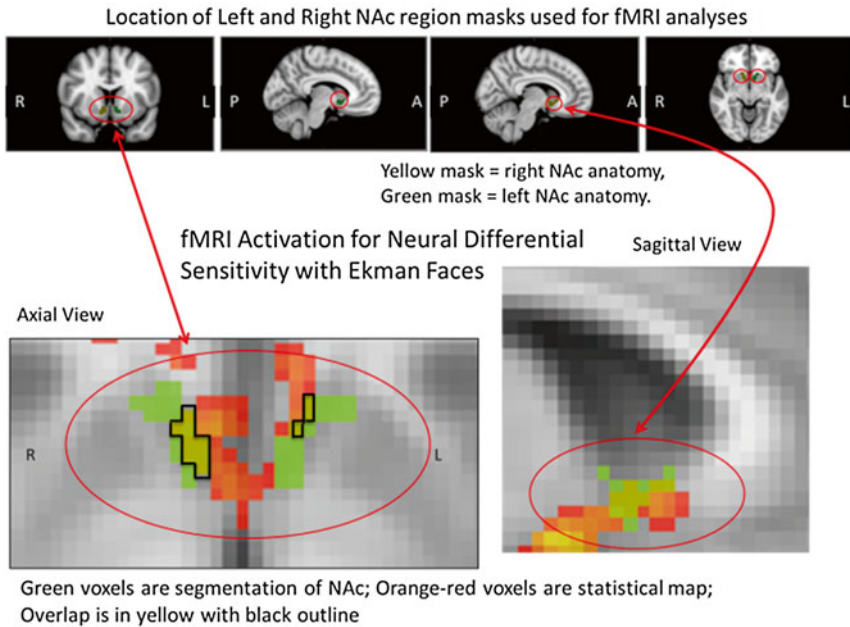 Location of Left and Right NAc region masks used for fMRI analyses
R L P A P A R L
Yellow mask = right NAc anatomy,
Green mask = left NAc anatomy.
fMRI Activation for Neural Differential
Sensitivity with Ekman Faces
Sagittal View
Axial View
R L
Green voxels are segmentation of NAc; Orange-red voxels are statistical map;
Overlap is in yellow with black outline